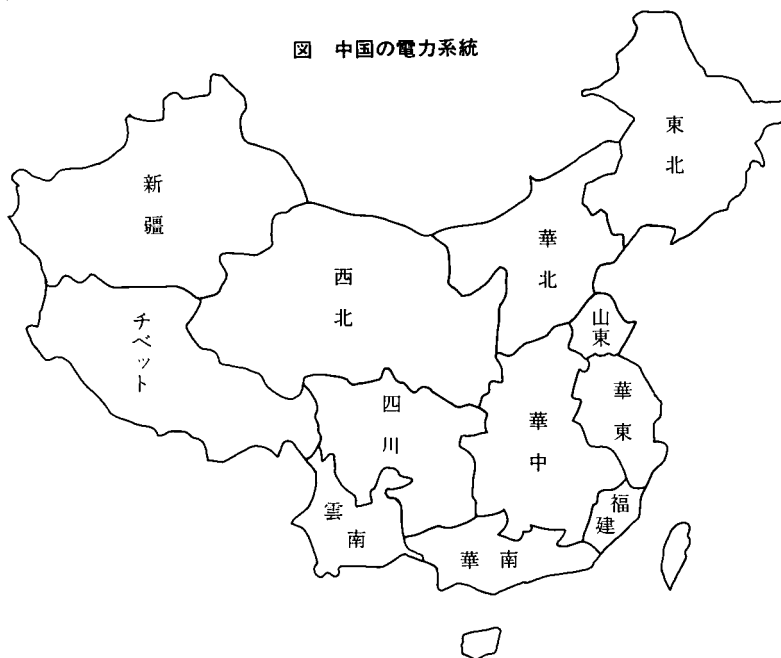 図 中国の電力系統
東北
新疆
華北
西北
チベット
山東
四川
華東
華中
雲南
福建
華南